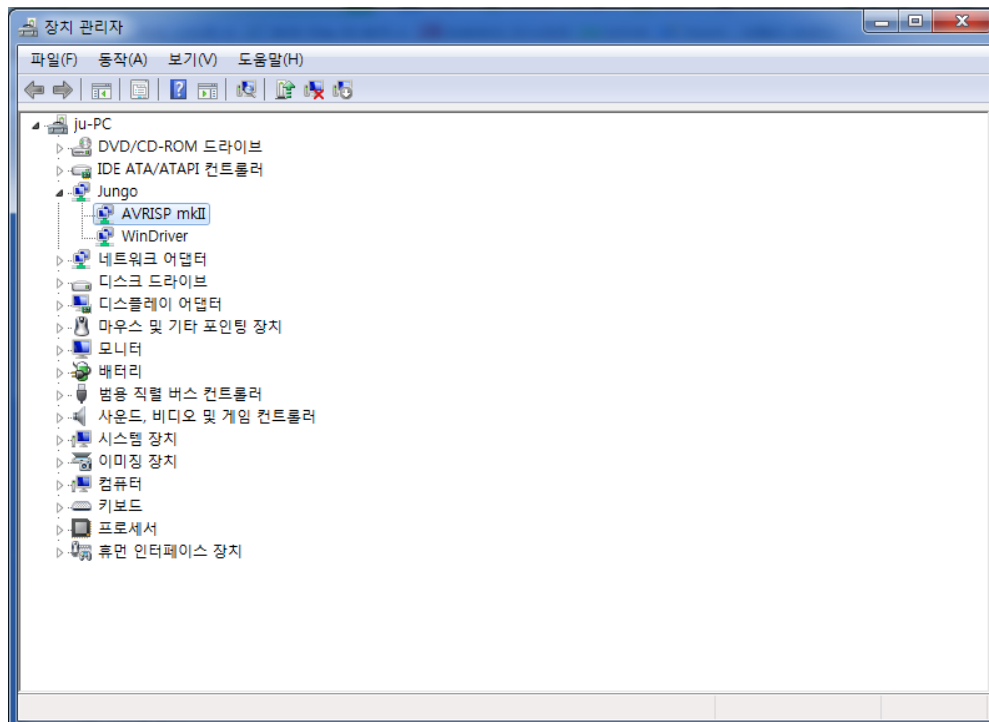 장치 관리자
파일(F) 동작(A) 보기(V) 도움말(H)
ju-PC
DVD/CD-ROM 드라이브
IDE ATA/ATAPI 컨트롤러
Jungo
AVRISP mkII
WinDriver
네트워크 어댑터
디스크 드라이브
디스플레이 어댑터
마우스 및 기타 포인팅 장치
모니터
배터리
범용 직렬 버스 컨트롤러
사운드, 비디오 및 게임 컨트롤러
시스템 장치
이미징 장치
컴퓨터
키보드
프로세서
휴먼 인터페이스 장치